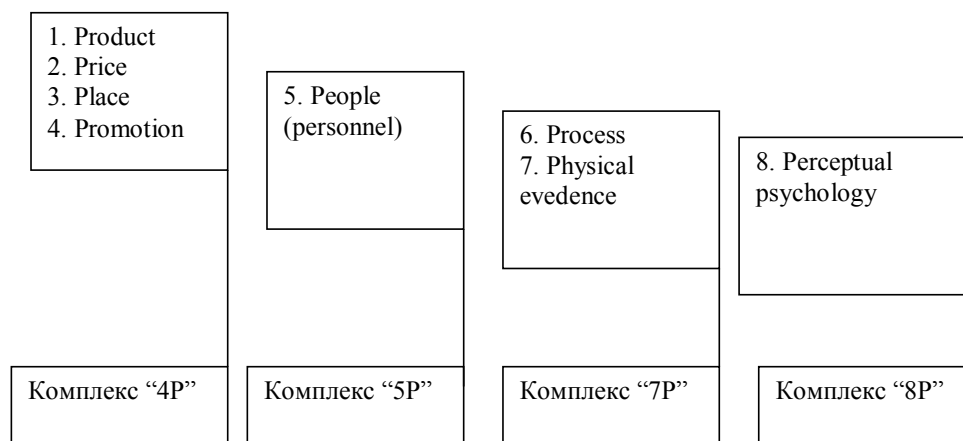 1. Product
2. Price
3. Place
4. Promotion
5. People
(personnel)
6. Process
7. Physical
evedence
8. Perceptual
psychology
Комплекс “4P”
Комплекс “5P”
Комплекс “7P”
Комплекс “8P”